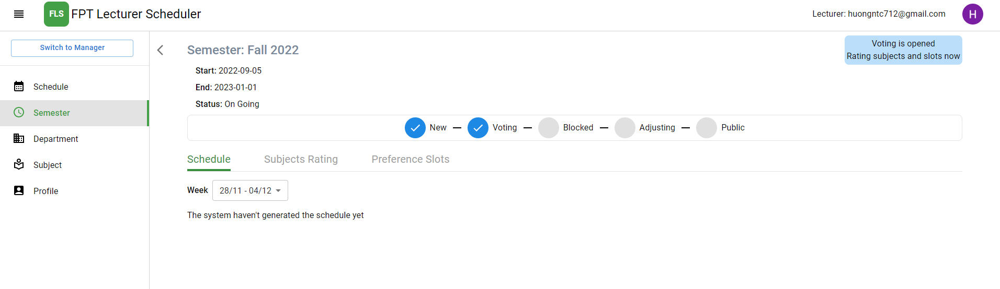 FLS FPT Lecturer Scheduler
Lecturer: huongntc712@gmail.com
H
Switch to Manager
Schedule
Semester
Department
Subject
Profile
Semester: Fall 2022
Voting is opened
Rating subjects and slots now
Start: 2022-09-05
End: 2023-01-01
Status: On Going
New Voting Blocked Adjusting Public
Schedule Subjects Rating Preference Slots
Week 28/11 - 04/12
The system haven't generated the schedule yet